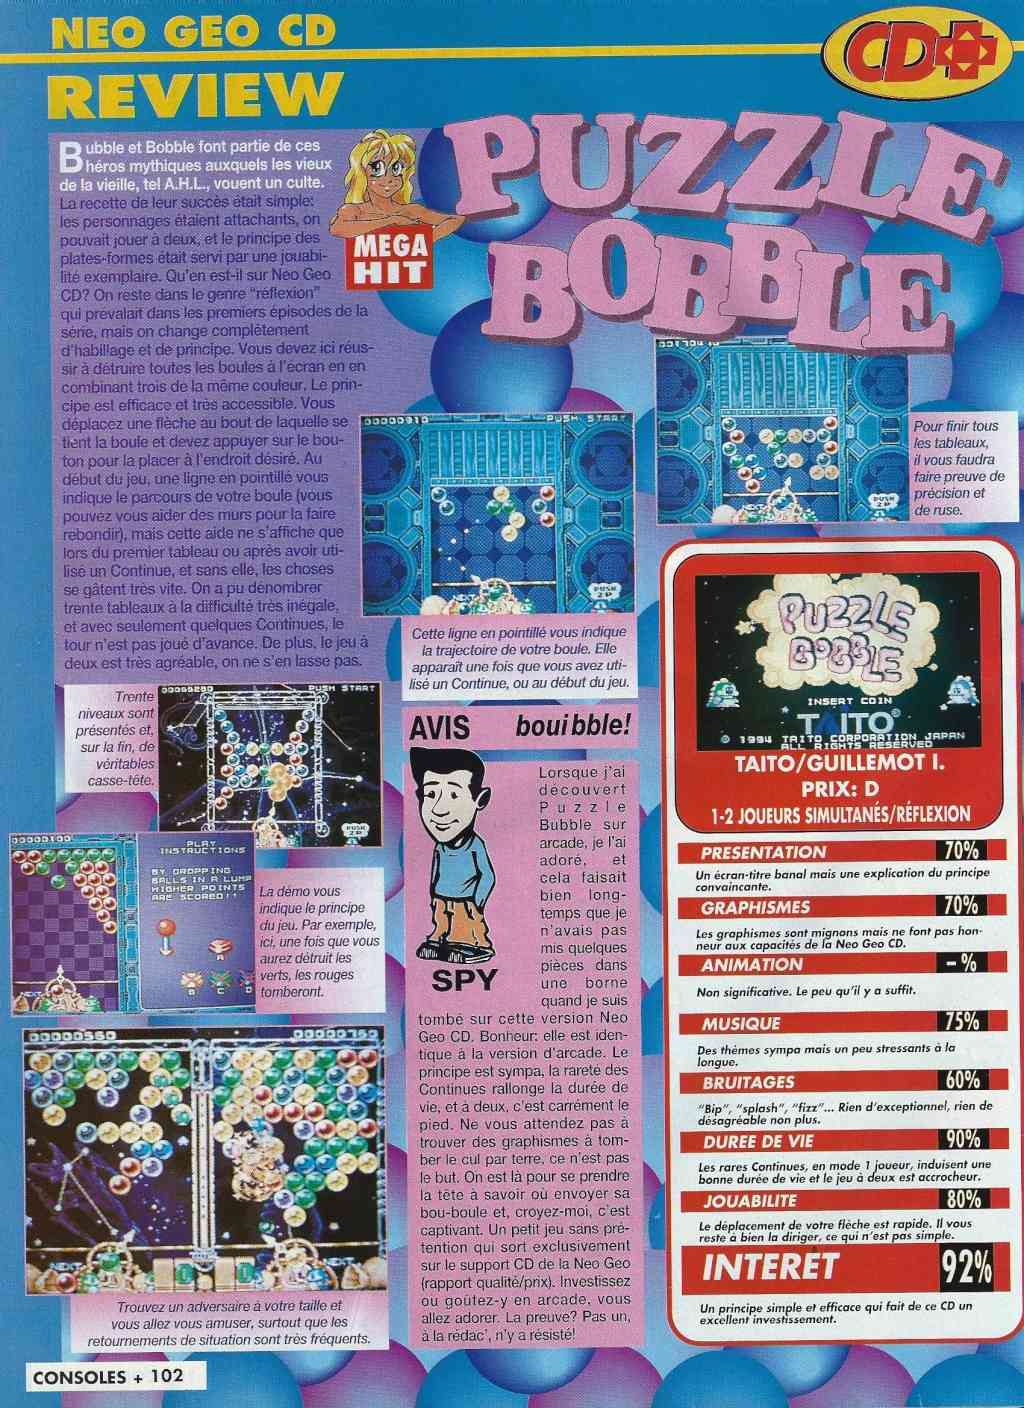 NEO GEO CD
REVIEW
CD+
PUZZLE
BOBBLE
MEGA
HIT
Bubble et Bobble font partie de ces
héros mythiques auxquels les vieux
de la vieille, tel A.H.L., vouent un culte.
La recette de leur succès était simple:
les personnages étaient attachants, on
pouvait jouer à deux, et le principe des
plates-formes était servi par une jouabi-
lité exemplaire. Qu'en est-il sur Neo Geo
CD? On reste dans le genre "réflexion"
qui prévalait dans les premiers épisodes de la
série, mais on change complètement
d'habillage et de principe. Vous devez ici réus-
sir à détruire toutes les boules à l'écran en en
combinant trois de la même couleur. Le prin-
cipe est efficace et très accessible. Vous
déplacez une flèche au bout de laquelle se
tient la boule et devez appuyer sur le bou-
ton pour la placer à l'endroit désiré. Au
début du jeu, une ligne en pointillé vous
indique le parcours de votre boule (vous
pouvez vous aider des murs pour la faire
rebondir), mais cette aide ne s'affiche que
lors du premier tableau ou après avoir uti-
lisé un Continue, et sans elle, les choses
se gâtent très vite. On a pu dénombrer
trente tableaux à la difficulté très inégale,
et avec seulement quelques Continues, le
tour n'est pas joué d'avance. De plus, le jeu à
deux est très agréable, on ne s'en lasse pas.
PUSH
2P
Pour finir tous
les tableaux,
il vous faudra
faire preuve de
précision et
de ruse.
00000910 PUSH START
NEXT
PUSH
2P
Cette ligne en pointillé vous indique
la trajectoire de votre boule. Elle
apparaît une fois que vous avez uti-
lisé un Continue, ou au début du jeu.
Trente
niveaux sont
présentés et,
sur la fin, de
véritables
casse-tête.
PUSH START
PUSH
2P
00000100
PLAY
INSTRUCTIONS
BY DROPPING
BALLS IN A LUMP
HIGHER POINTS
ARE SCORED!!
B C D
NEXT
La démo vous
indique le principe
du jeu. Par exemple,
ici, une fois que vous
aurez détruit les
verts, les rouges
tomberont.
00000550 00000760
NEXT NEXT
Trouvez un adversaire à votre taille et
vous allez vous amuser, surtout que les
retournements de situation sont très fréquents.
AVIS bouibble!
SPY
Lorsque j'ai
découvert
Puzzle
Bubble sur
arcade, je l'ai
adoré, et
cela faisait
bien long-
temps que je
n'avais pas
mis quelques
pièces dans
une borne
quand je suis
tombé sur cette version Neo
Geo CD. Bonheur: elle est iden-
tique à la version d'arcade. Le
principe est sympa, la rareté des
Continues rallonge la durée de
vie, et à deux, c'est carrément le
pied. Ne vous attendez pas à
trouver des graphismes à tom-
ber le cul par terre, ce n'est pas
le but. On est là pour se prendre
la tête à savoir où envoyer sa
bou-boule et, croyez-moi, c'est
captivant. Un petit jeu sans pré-
tention qui sort exclusivement
sur le support CD de la Neo Geo
(rapport qualité/prix). Investissez
ou goûtez-y en arcade, vous
allez adorer. La preuve? Pas un,
à la rédac', n'y a résisté!
PUZZLE
BOBBLE
INSERT COIN
TAITO®
© 1994 TAITO CORPORATION JAPAN
ALL RIGHTS RESERVED
TAITO/GUILLEMOT I.
PRIX: D
1-2 JOUEURS SIMULTANÉS/RÉFLEXION
PRESENTATION 70%
Un écran-titre banal mais une explication du principe
convaincante.
GRAPHISMES 70%
Les graphismes sont mignons mais ne font pas hon-
neur aux capacités de la Neo Geo CD.
ANIMATION - %
Non significative. Le peu qu'il y a suffit.
MUSIQUE 75%
Des thèmes sympa mais un peu stressants à la
longue.
BRUITAGES 60%
"Bip", "splash", "fizz"... Rien d'exceptionnel, rien de
désagréable non plus.
DUREE DE VIE 90%
Les rares Continues, en mode 1 joueur, induisent une
bonne durée de vie et le jeu à deux est accrocheur.
JOUABILITE 80%
Le déplacement de votre flèche est rapide. Il vous
reste à bien la diriger, ce qui n'est pas simple.
INTERÊT 92%
Un principe simple et efficace qui fait de ce CD un
excellent investissement.
CONSOLES + 102